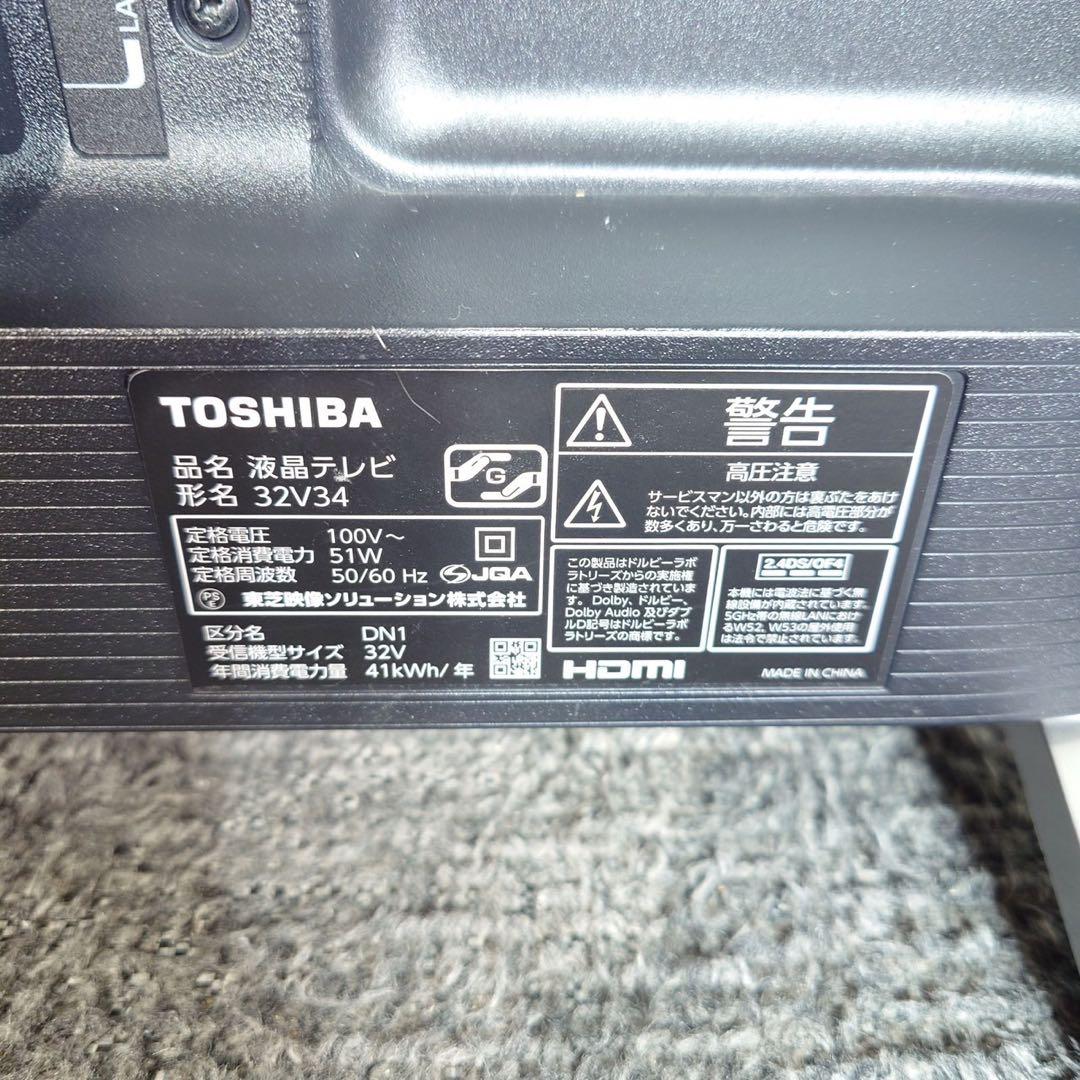 LA
TOSHIBA
品名 液晶テレビ
形名 32V34
G
定格電圧 100V～
定格消費電力 51W
定格周波数 50/60 Hz
JQA
PS
E
東芝映像ソリューション株式会社
区分名 DN1
受信機型サイズ 32V
年間消費電力量 41kWh/年
警告
高圧注意
サービスマン以外の方は裏ぶたをあけ
ないでください。内部には高電圧部分が
数多くあり、万一さわると危険です。
この製品はドルビーラボ
ラトリーズからの実施権
に基づき製造されていま
す。Dolby、ドルビー、
Dolby Audio 及びダブ
ルD記号はドルビーラボ
ラトリーズの商標です。
2.4DS/OF4
本機には電波法に基づく無
線設備が内蔵されています。
5GHz帯の無線LANにおけ
るW52、W53の屋外使用
は法令で禁止されています。
HDMI
MADE IN CHINA